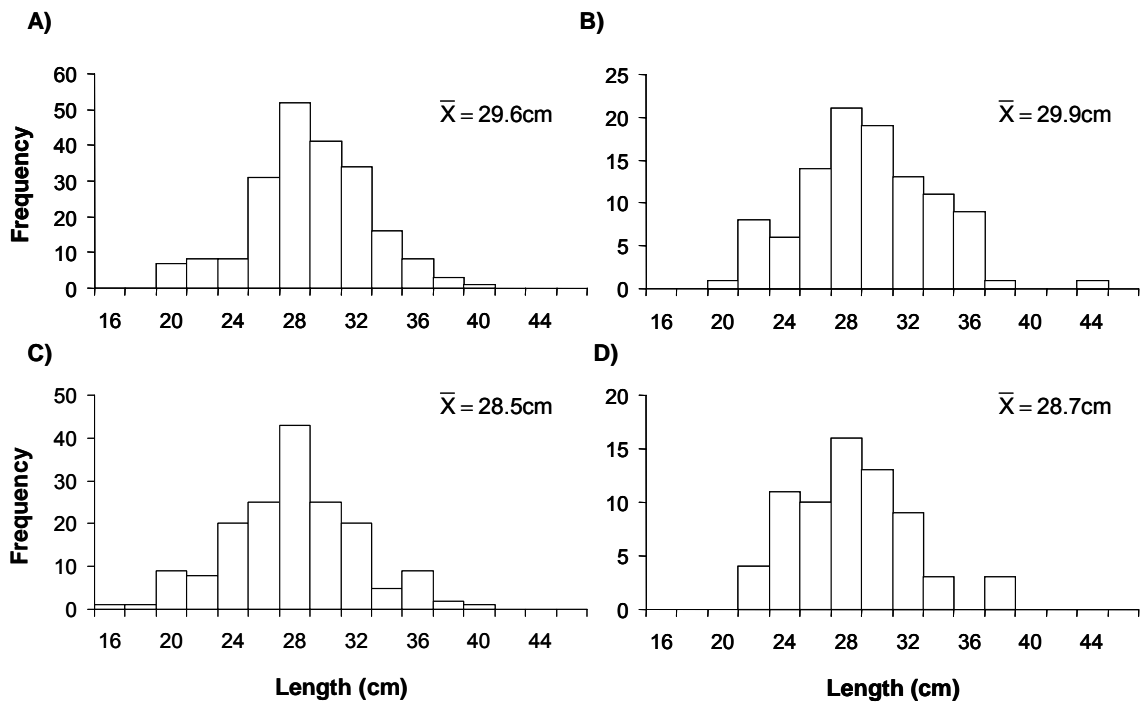 A)
Frequency
60
50
40
30
20
10
0
X̅ = 29.6cm
16 20 24 28 32 36 40 44
B)
25
20
15
10
5
0
X̅ = 29.9cm
16 20 24 28 32 36 40 44
C)
Frequency
50
40
30
20
10
0
X̅ = 28.5cm
16 20 24 28 32 36 40 44
Length (cm)
D)
20
15
10
5
0
X̅ = 28.7cm
16 20 24 28 32 36 40 44
Length (cm)